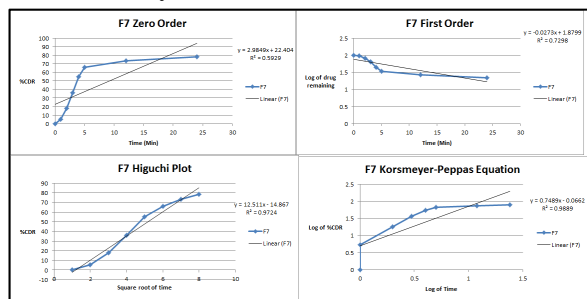 F7 Zero Order
100
90
80
70
60
50
40
30
20
10
0
%CDR
0 5 10 15 20 25 30
Time (Min)
y = 2.9849x + 22.404
R² = 0.5929
F7
Linear (F7)
F7 First Order
2.5
2
1.5
1
0.5
0
Log of drug
remaining
0 5 10 15 20 25 30
Time (Min)
y = -0.0273x + 1.8799
R² = 0.7298
F7
Linear (F7)
F7 Higuchi Plot
90
80
70
60
50
40
30
20
10
0
-10
%CDR
0 2 4 6 8 10
Square root of time
y = 12.511x - 14.867
R² = 0.9724
F7
Linear (F7)
F7 Korsmeyer-Peppas Equation
2.5
2
1.5
1
0.5
0
Log of %CDR
0 0.5 1 1.5
Log of Time
y = 0.7489x - 0.0662
R² = 0.9889
F7
Linear (F7)